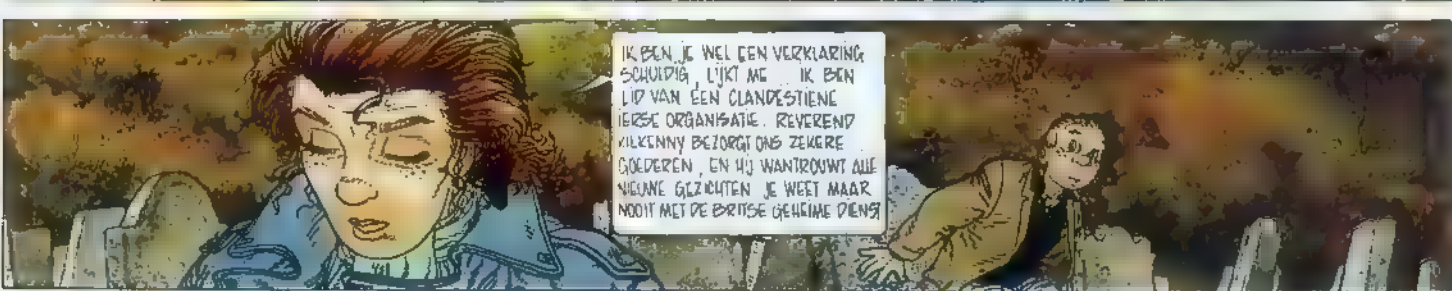 IK BEN JE WEL EEN VERKLARING
SCHULDIG, LIJKT ME... IK BEN
LID VAN EEN CLANDESTIENE
IERSE ORGANISATIE. REVEREND
KILKENNY BEZORGT ONS ZEKERE
GOEDEREN, EN HIJ WANTROUWT ALLE
NIEUWE GEZICHTEN. JE WEET MAAR
NOOIT MET DE BRITSE GEHEIME DIENST